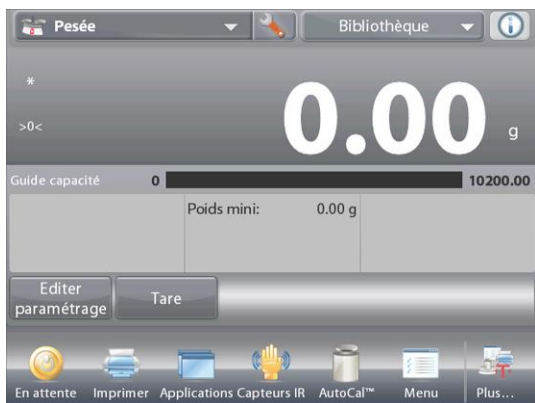 Pesée
Bibliothèque
*
0.00
>0<
g
Guide capacité 0 10200.00
Poids mini: 0.00 g
Editer
paramétrage
Tare
En attente Imprimer Applications Capteurs IR AutoCal™ Menu Plus...